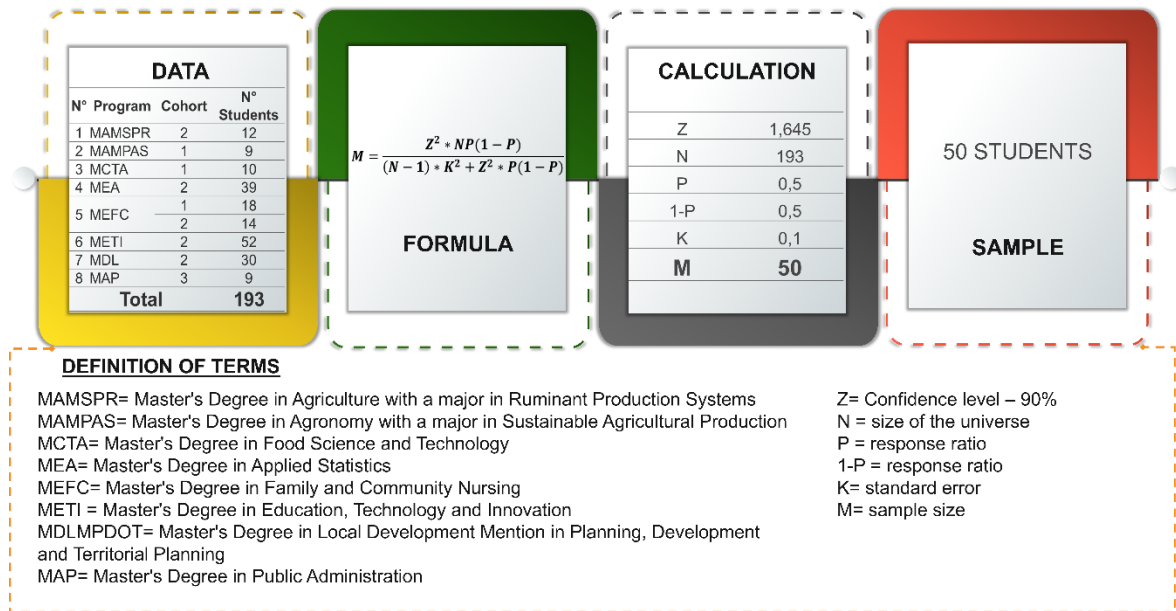 DATA
N° Program Cohort N° Students
1 MAMSPR 2 12
2 MAMPAS 1 9
3 MCTA 1 10
4 MEA 2 39
5 MEFC 1 18
2 14
6 METI 2 52
7 MDL 2 30
8 MAP 3 9
Total 193
M = Z² * NP(1 − P) / (N − 1) * K² + Z² * P(1 − P)
FORMULA
CALCULATION
Z 1,645
N 193
P 0,5
1-P 0,5
K 0,1
M 50
50 STUDENTS
SAMPLE
DEFINITION OF TERMS
MAMSPR= Master's Degree in Agriculture with a major in Ruminant Production Systems
MAMPAS= Master's Degree in Agronomy with a major in Sustainable Agricultural Production
MCTA= Master's Degree in Food Science and Technology
MEA= Master's Degree in Applied Statistics
MEFC= Master's Degree in Family and Community Nursing
METI = Master's Degree in Education, Technology and Innovation
MDLMPDOT= Master's Degree in Local Development Mention in Planning, Development
and Territorial Planning
MAP= Master's Degree in Public Administration
Z= Confidence level – 90%
N = size of the universe
P = response ratio
1-P = response ratio
K= standard error
M= sample size